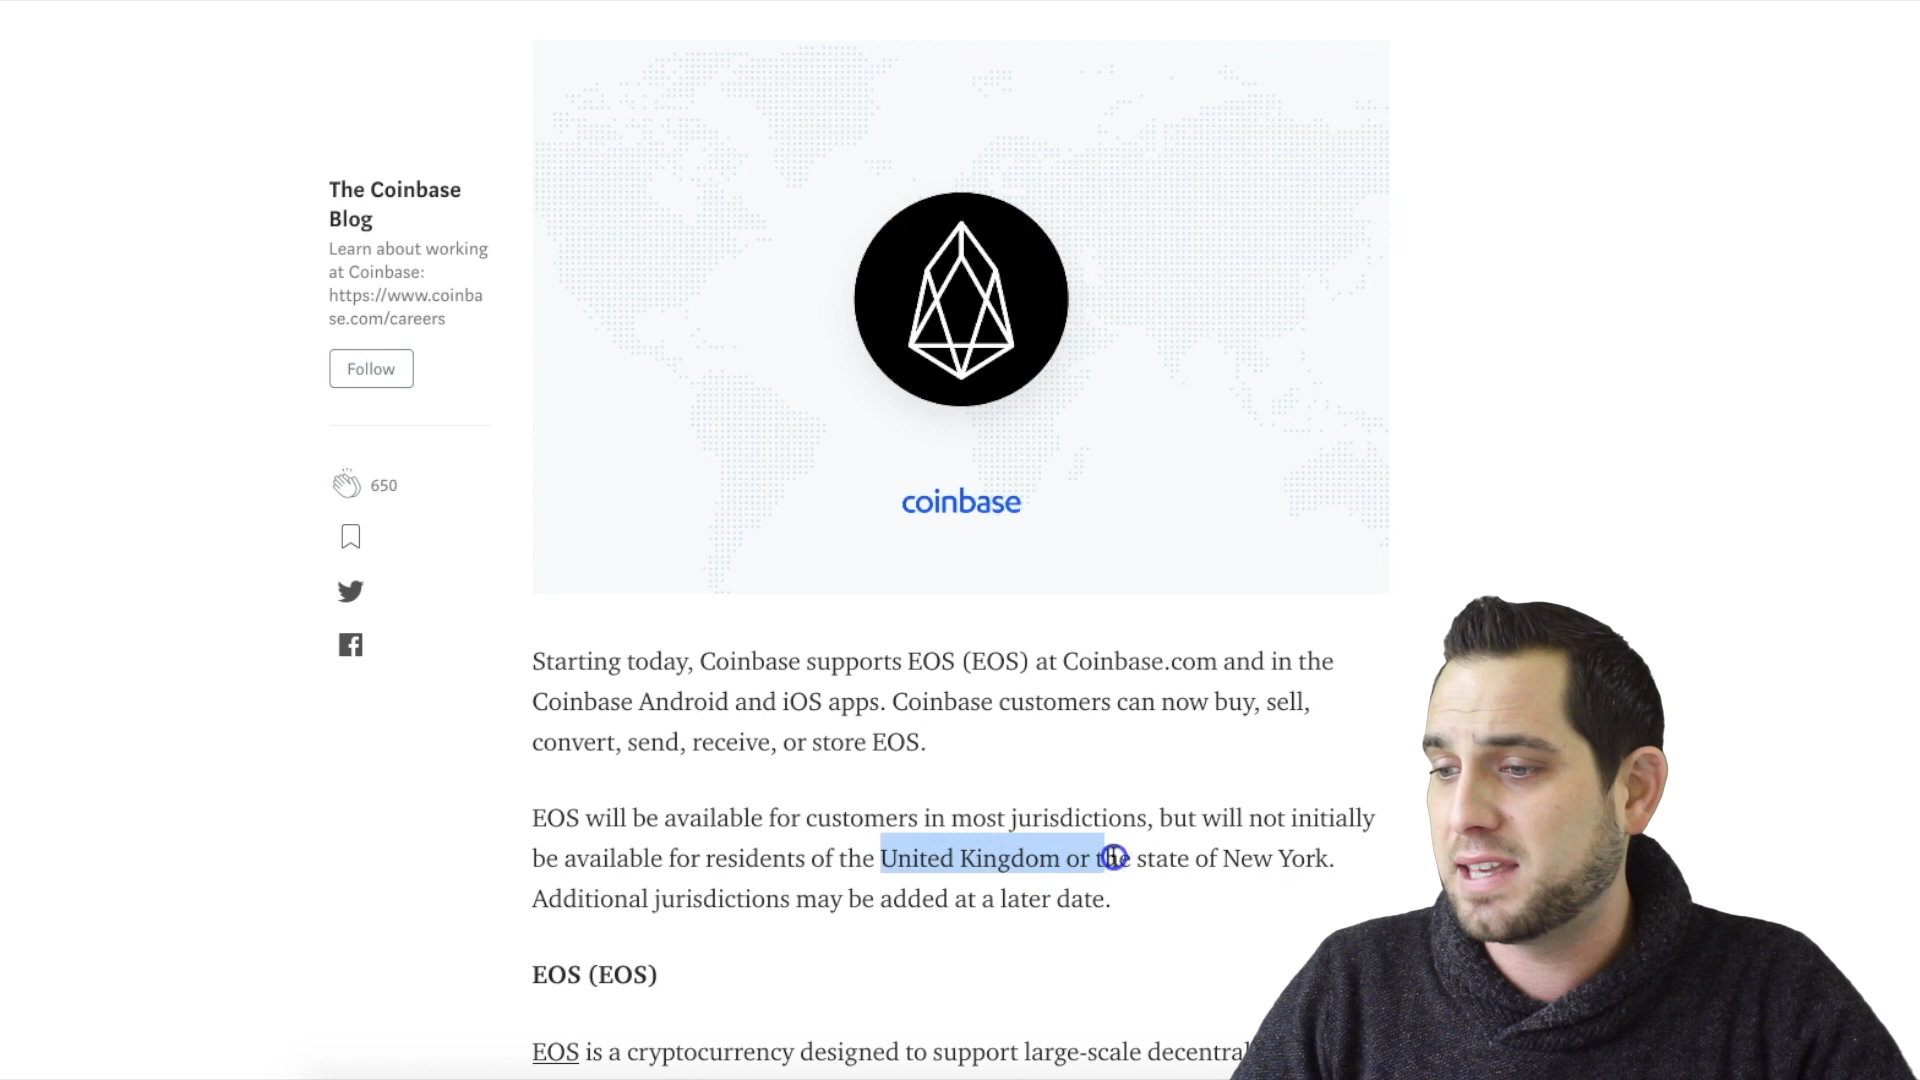 The Coinbase
Blog
Learn about working
at Coinbase:
https://www.coinba
se.com/careers
Follow
650
coinbase
Starting today, Coinbase supports EOS (EOS) at Coinbase.com and in the
Coinbase Android and iOS apps. Coinbase customers can now buy, sell,
convert, send, receive, or store EOS.
EOS will be available for customers in most jurisdictions, but will not initially
be available for residents of the United Kingdom or the state of New York.
Additional jurisdictions may be added at a later date.
EOS (EOS)
EOS is a cryptocurrency designed to support large-scale decentral